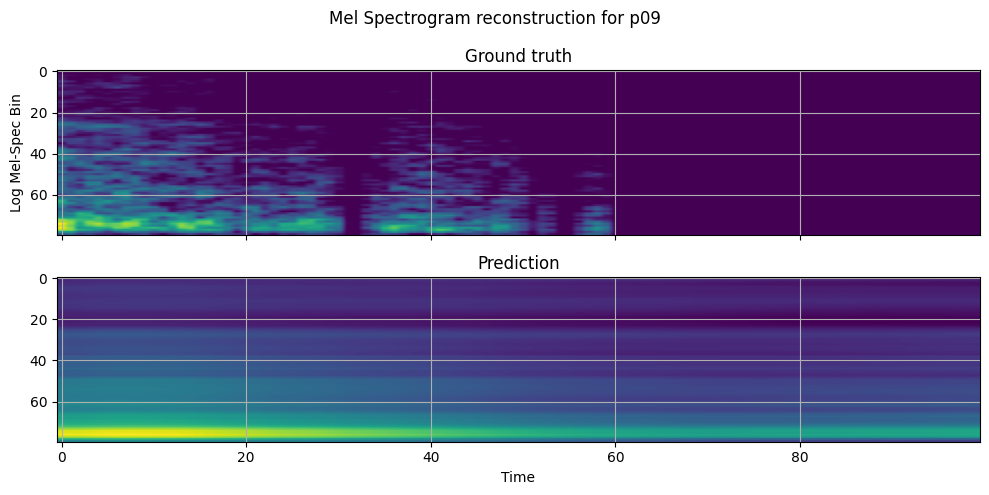 Mel Spectrogram reconstruction for p09
Ground truth
Log Mel-Spec Bin
0
20
40
60
Prediction
0
20
40
60
0 20 40 60 80
Time